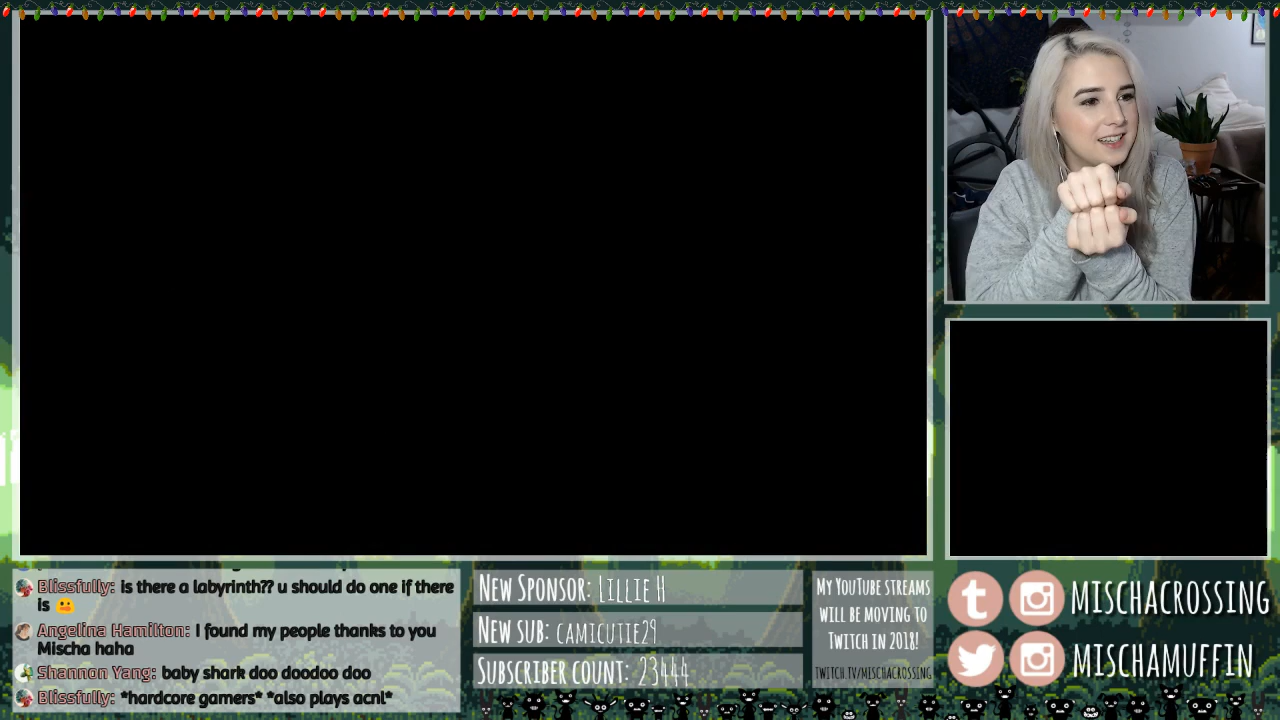 Blissfully: is there a labyrinth?? u should do one if there
is
Angelina Hamilton: I found my people thanks to you
Mischa haha
Shannon Yang: baby shark doo doodoo doo
Blissfully: *hardcore gamers* *also plays acnl*
New Sponsor: Lillie H
New sub: camicutie29
Subscriber count: 23444
My YouTube streams
will be moving to
Twitch in 2018!
twitch.tv/mischacrossing
MISCHACROSSING
MISCHAMUFFIN